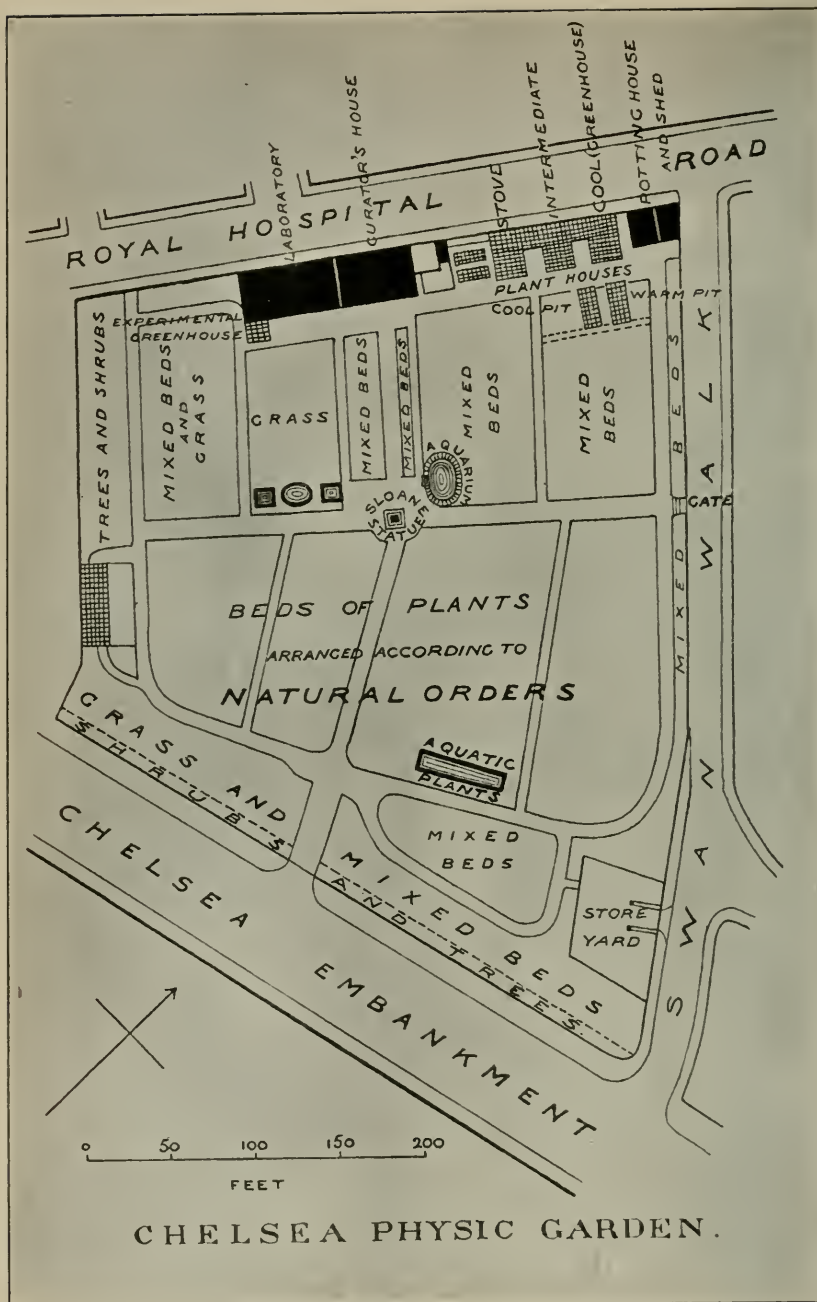 LABORATORY
CURATOR'S HOUSE
STOVE
INTERMEDIATE
COOL (GREENHOUSE)
POTTING HOUSE
AND SHED
ROYAL HOSPITAL ROAD
PLANT HOUSES
COOL PIT
WARM PIT
EXPERIMENTAL
GREENHOUSE
TREES AND SHRUBS
MIXED BEDS
AND
GRASS
GRASS
MIXED BEDS
MIXED BEDS
MIXED
BEDS
MIXED
BEDS
AQUARIUM
SLOANE
STATUE
GATE
MIXED BEDS
SWAN WALK
BEDS OF PLANTS
ARRANGED ACCORDING TO
NATURAL ORDERS
AQUATIC
PLANTS
GRASS AND
SHRUBS
MIXED
BEDS
MIXED BEDS
AND TREES.
STORE
YARD
CHELSEA EMBANKMENT
0 50 100 150 200
FEET
CHELSEA PHYSIC GARDEN.